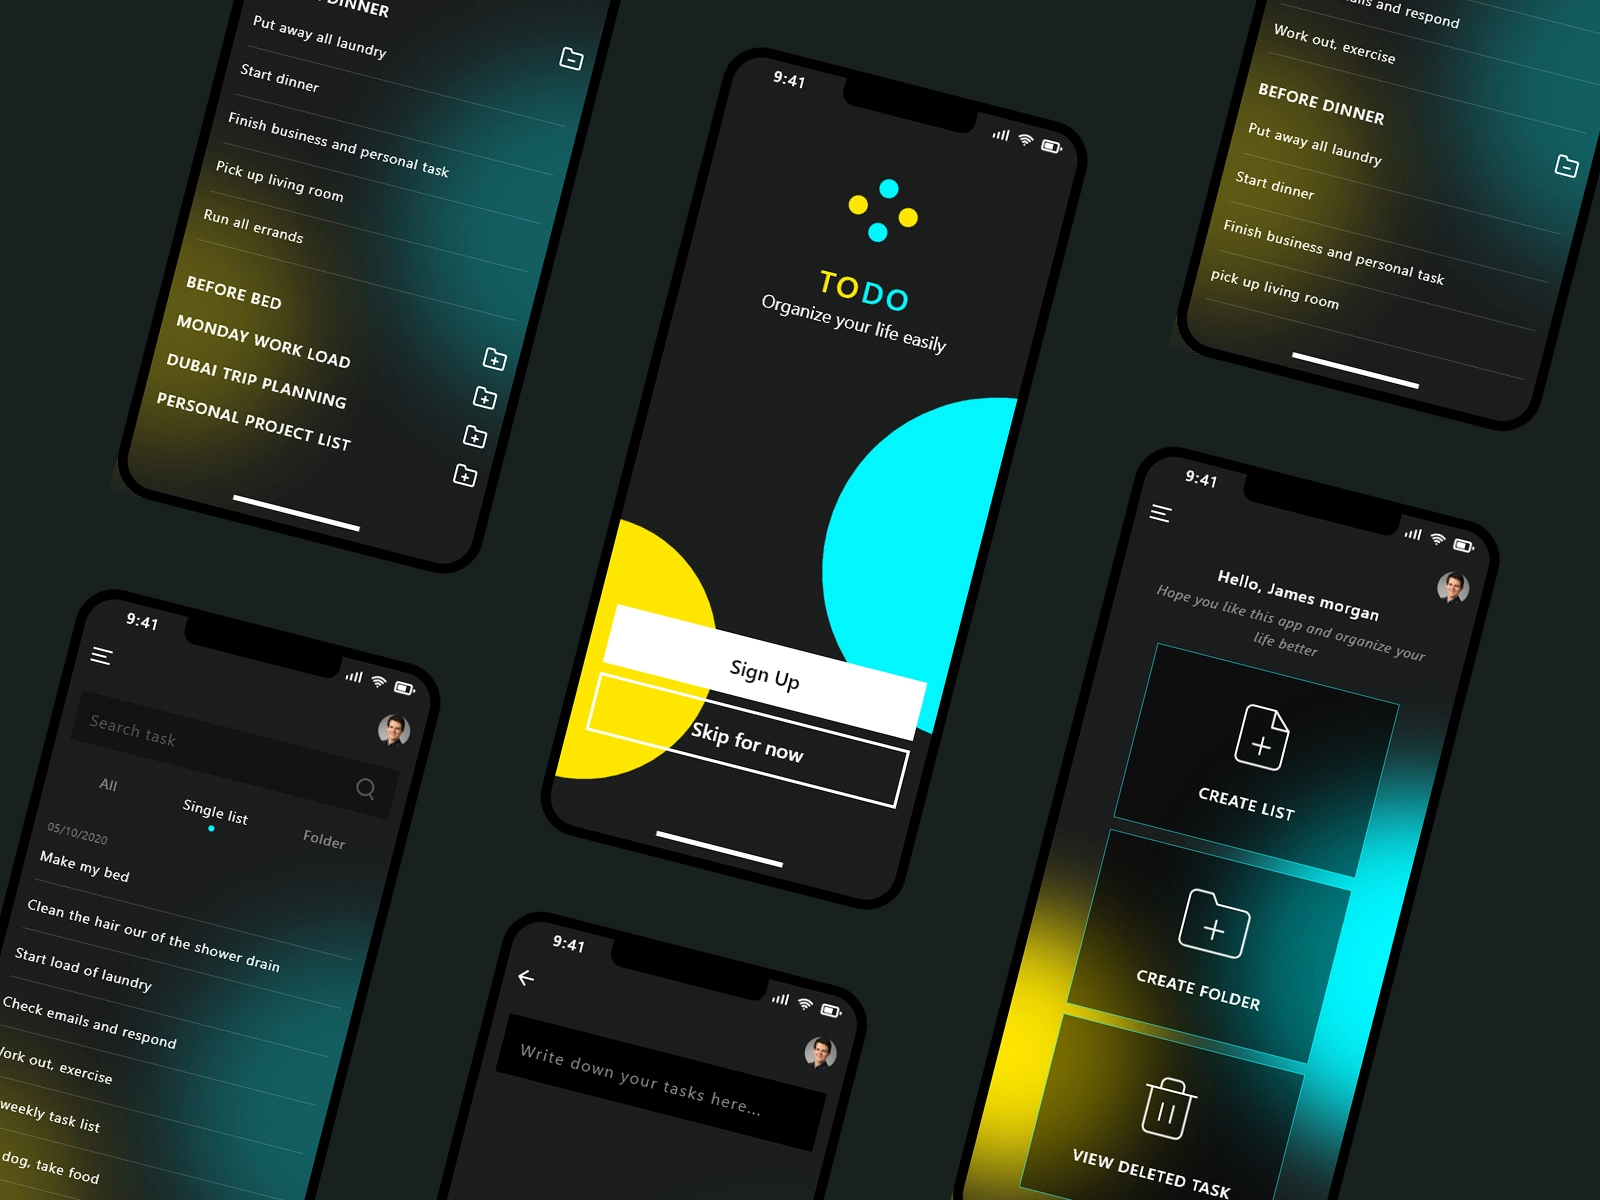 DINNER
Put away all laundry
Start dinner
Finish business and personal task
Pick up living room
Run all errands
BEFORE BED
MONDAY WORK LOAD
DUBAI TRIP PLANNING
PERSONAL PROJECT LIST
9:41
TODO
Organize your life easily
Sign Up
Skip for now
and respond
Work out, exercise
BEFORE DINNER
Put away all laundry
Start dinner
Finish business and personal task
pick up living room
9:41
Search task
All
Single list
Folder
05/10/2020
Make my bed
Clean the hair our of the shower drain
Start load of laundry
Check emails and respond
Work out, exercise
weekly task list
dog, take food
9:41
Write down your tasks here...
9:41
Hello, James morgan
Hope you like this app and organize your
life better
CREATE LIST
CREATE FOLDER
VIEW DELETED TASK